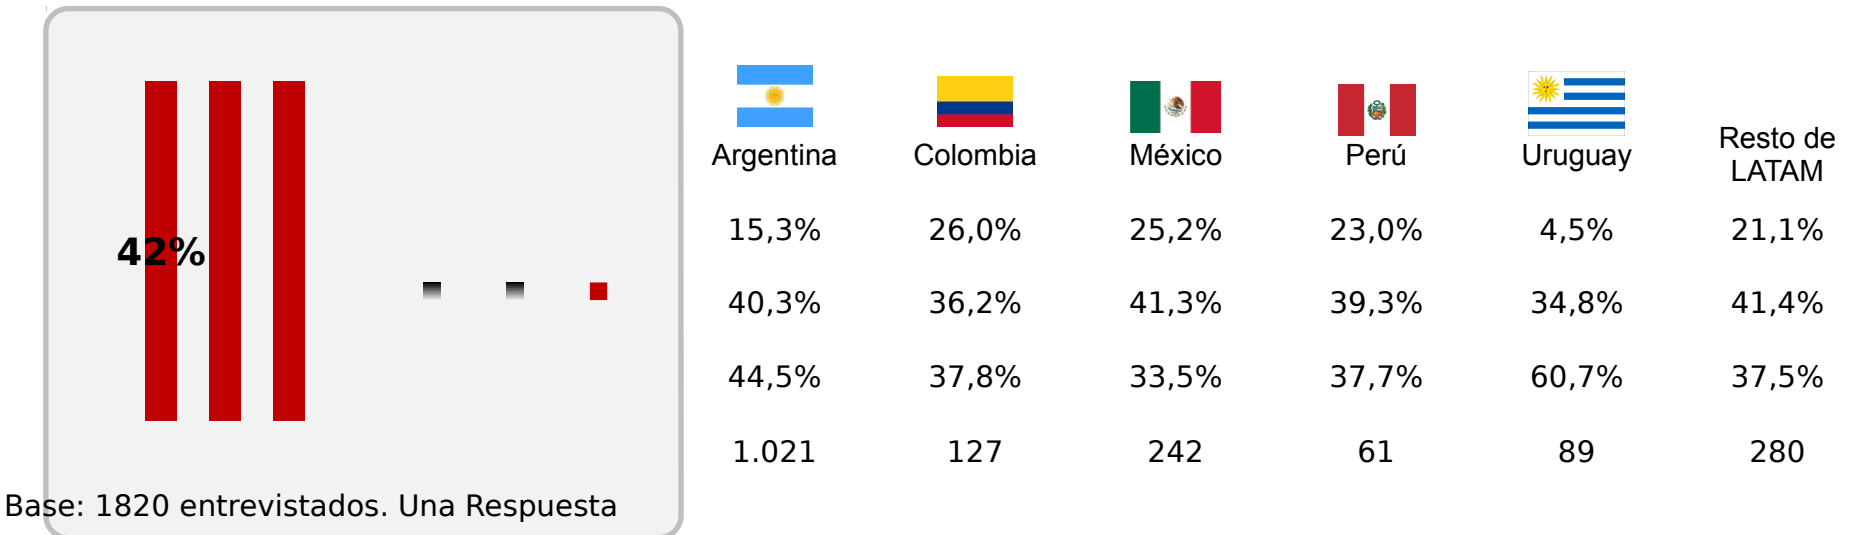 Argentina Colombia México Perú Uruguay Resto de LATAM
15,3% 26,0% 25,2% 23,0% 4,5% 21,1%
42%
40,3% 36,2% 41,3% 39,3% 34,8% 41,4%
44,5% 37,8% 33,5% 37,7% 60,7% 37,5%
1.021 127 242 61 89 280
Base: 1820 entrevistados. Una Respuesta